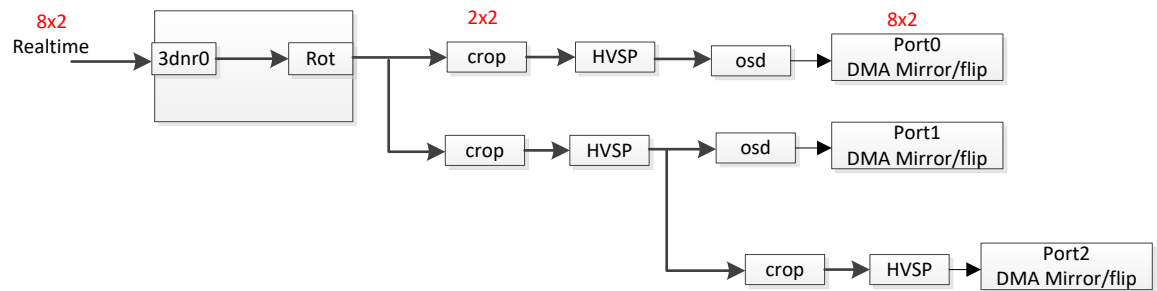 8x2
Realtime
3dnr0
Rot
2x2
crop
HVSP
osd
8x2
Port0
DMA Mirror/flip
crop
HVSP
osd
Port1
DMA Mirror/flip
crop
HVSP
Port2
DMA Mirror/flip